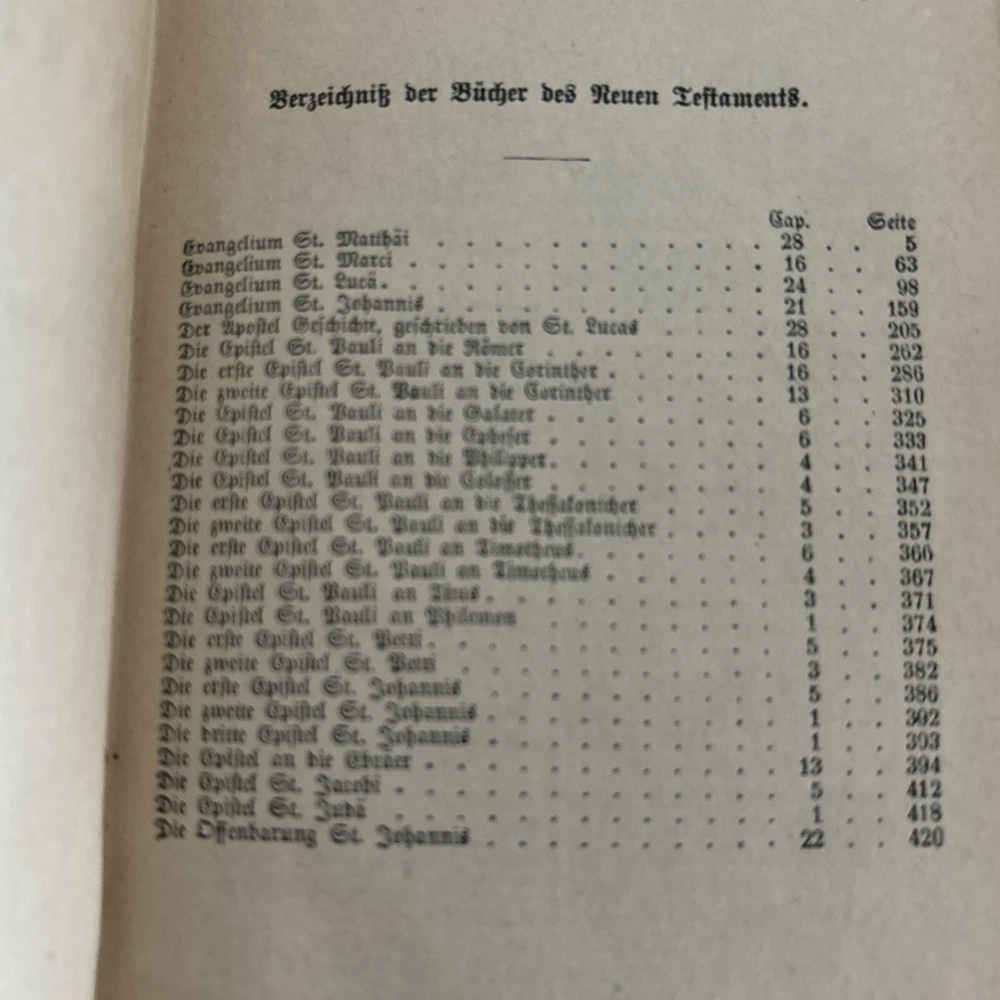 Verzeichniß der Bücher des Neuen Testaments.
Cap. Seite
Evangelium St. Matthäi . . . . . . . . . . . . . 28 . . 5
Evangelium St. Marci . . . . . . . . . . . . . . 16 . . 63
Evangelium St. Lucä . . . . . . . . . . . . . . 24 . . 98
Evangelium St. Johannis . . . . . . . . . . . . 21 . . 159
Der Apostel Geschichte, geschrieben von St. Lucas . . . . 28 . . 205
Die Epistel St. Pauli an die Römer . . . . . . . . 16 . . 262
Die erste Epistel St. Pauli an die Corinther . . . . . . 16 . . 286
Die zweite Epistel St. Pauli an die Corinther . . . . . 13 . . 310
Die Epistel St. Pauli an die Galater . . . . . . . . 6 . . 325
Die Epistel St. Pauli an die Epheser . . . . . . . . 6 . . 333
Die Epistel St. Pauli an die Philipper . . . . . . . . 4 . . 341
Die Epistel St. Pauli an die Colosser . . . . . . . . 4 . . 347
Die erste Epistel St. Pauli an die Thessalonicher . . . . 5 . . 352
Die zweite Epistel St. Pauli an die Thessalonicher . . . . 3 . . 357
Die erste Epistel St. Pauli an Timotheus . . . . . . . 6 . . 360
Die zweite Epistel St. Pauli an Timotheus . . . . . . 4 . . 367
Die Epistel St. Pauli an Titus . . . . . . . . . . 3 . . 371
Die Epistel St. Pauli an Philemon . . . . . . . . 1 . . 374
Die erste Epistel St. Petri . . . . . . . . . . . . 5 . . 375
Die zweite Epistel St. Petri . . . . . . . . . . . 3 . . 382
Die erste Epistel St. Johannis . . . . . . . . . . 5 . . 386
Die zweite Epistel St. Johannis . . . . . . . . . . 1 . . 392
Die dritte Epistel St. Johannis . . . . . . . . . . 1 . . 393
Die Epistel an die Ebräer . . . . . . . . . . . . 13 . . 394
Die Epistel St. Jacobi . . . . . . . . . . . . . 5 . . 412
Die Epistel St. Judä . . . . . . . . . . . . . 1 . . 418
Die Offenbarung St. Johannis . . . . . . . . . . 22 . . 420